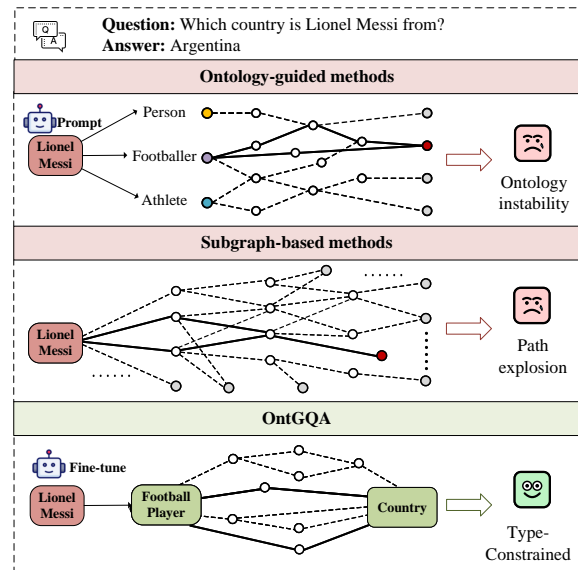 Q
A
Question: Which country is Lionel Messi from?
Answer: Argentina
Ontology-guided methods
Prompt
Lionel
Messi
Person
Footballer
Athlete
Ontology
instability
Subgraph-based methods
Lionel
Messi
Path
explosion
OntGQA
Fine-tune
Lionel
Messi
Football
Player
Country
Type-
Constrained